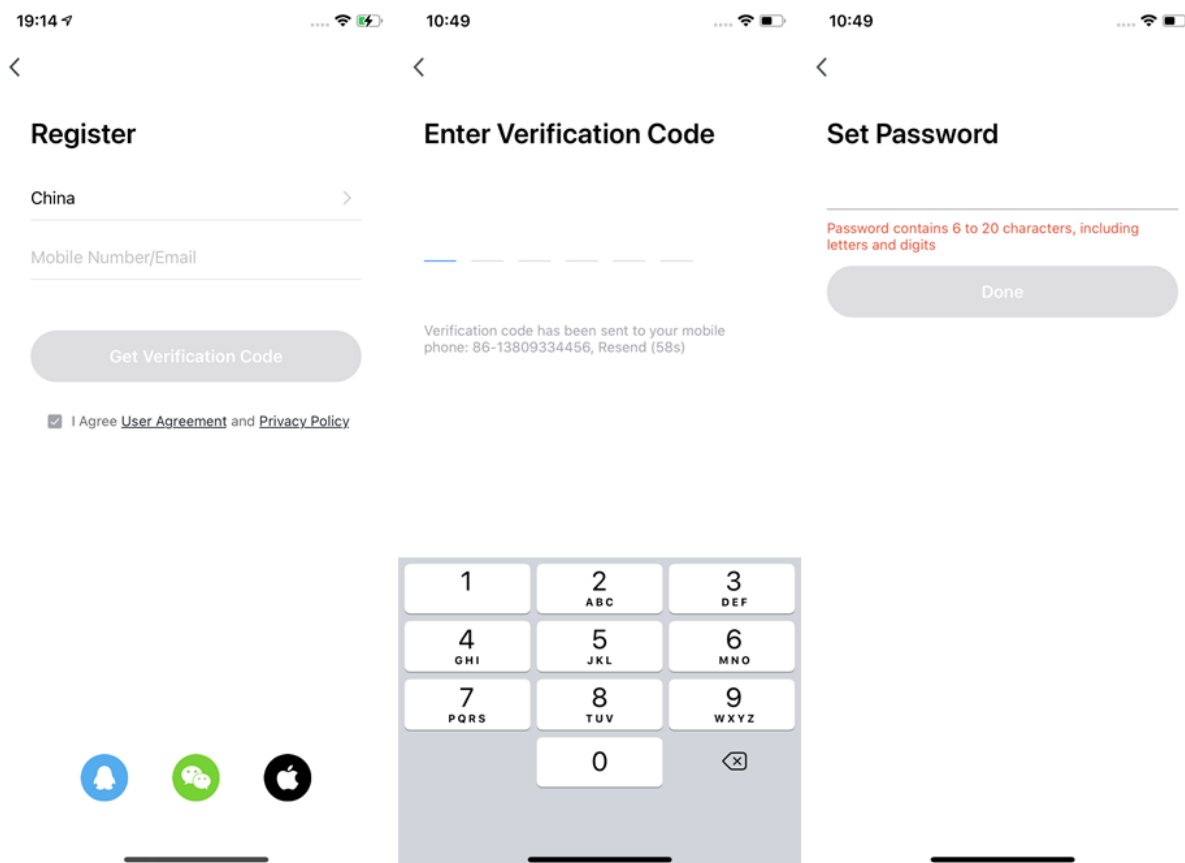 19:14
Register
China
Mobile Number/Email
Get Verification Code
I Agree User Agreement and Privacy Policy
10:49
Enter Verification Code
Verification code has been sent to your mobile
phone: 86-13809334456, Resend (58s)
1
2
ABC
3
DEF
4
GHI
5
JKL
6
MNO
7
PQRS
8
TUV
9
WXYZ
0
10:49
Set Password
Password contains 6 to 20 characters, including
letters and digits
Done